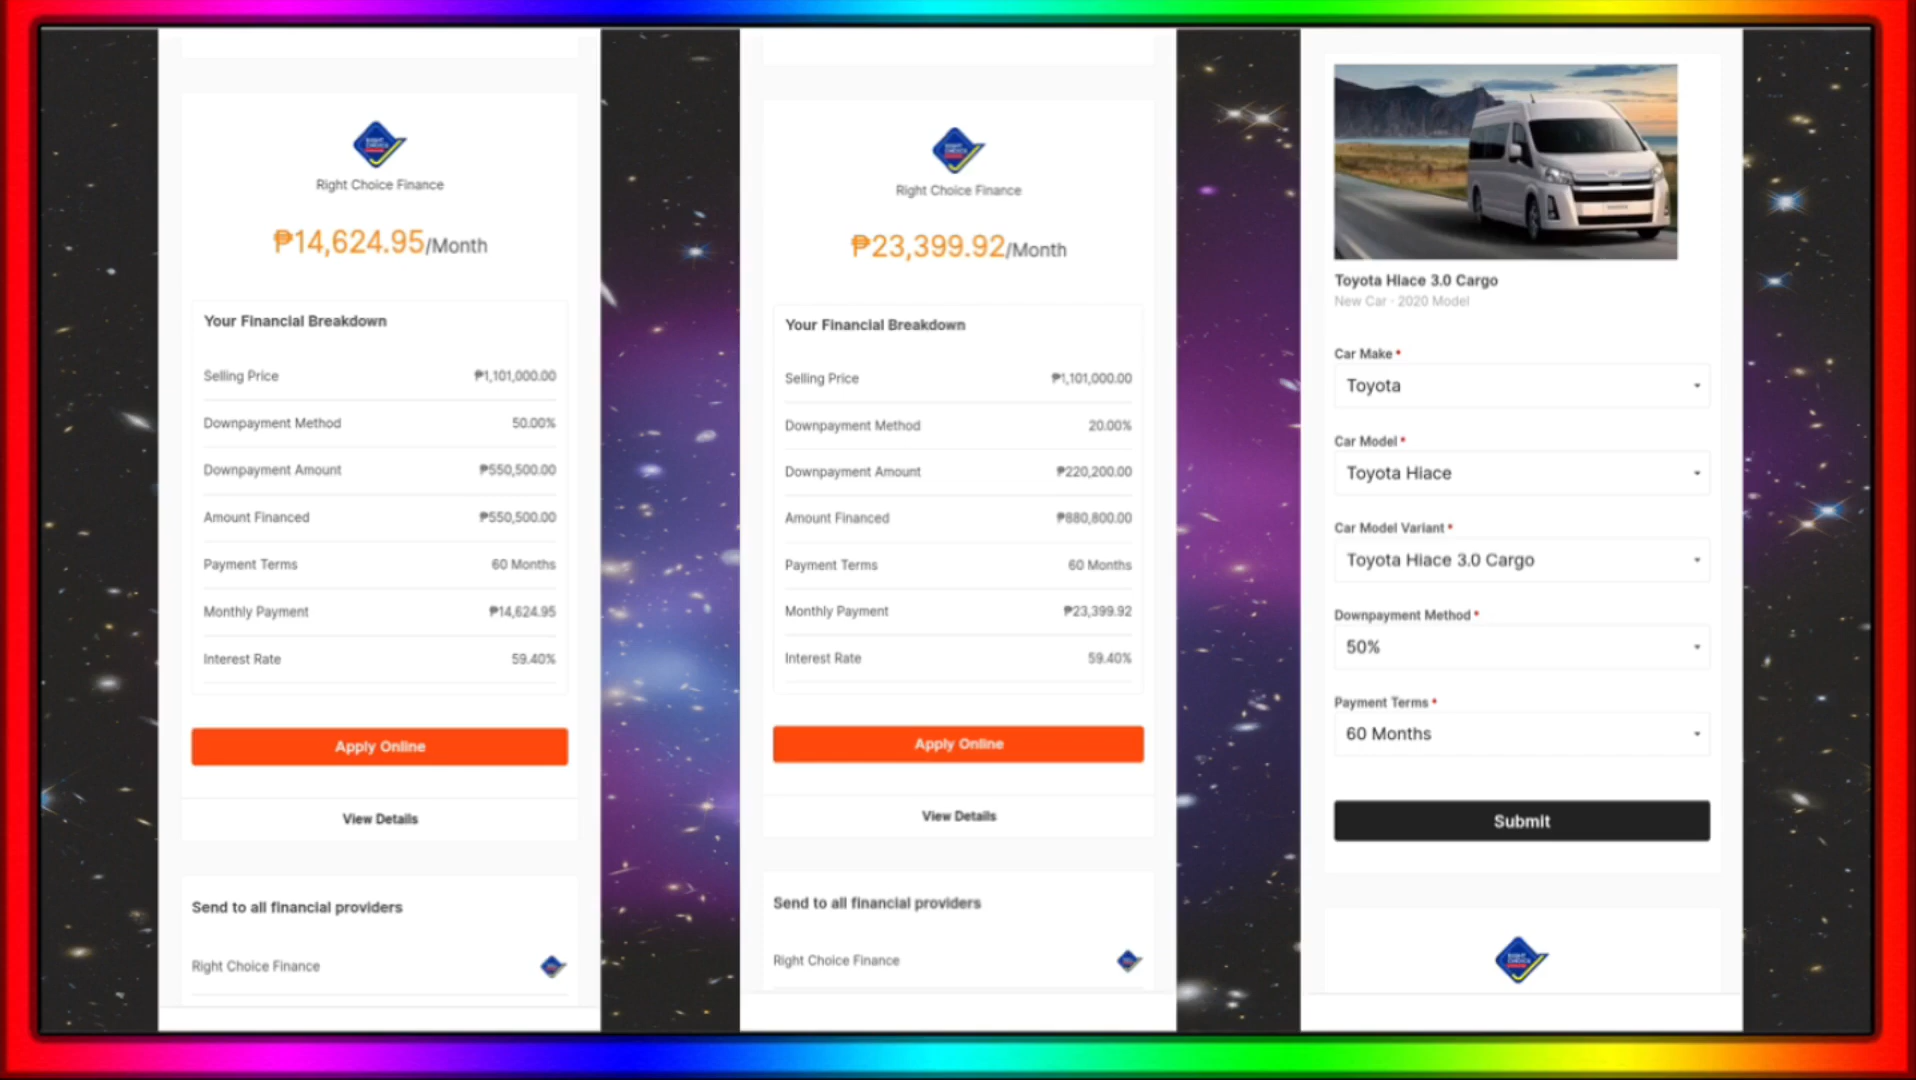 Right Choice Finance
₱14,624.95/Month
Your Financial Breakdown
Selling Price ₱1,101,000.00
Downpayment Method 50.00%
Downpayment Amount ₱550,500.00
Amount Financed ₱550,500.00
Payment Terms 60 Months
Monthly Payment ₱14,624.95
Interest Rate 59.40%
Apply Online
View Details
Send to all financial providers
Right Choice Finance
Right Choice Finance
₱23,399.92/Month
Your Financial Breakdown
Selling Price ₱1,101,000.00
Downpayment Method 20.00%
Downpayment Amount ₱220,200.00
Amount Financed ₱880,800.00
Payment Terms 60 Months
Monthly Payment ₱23,399.92
Interest Rate 59.40%
Apply Online
View Details
Send to all financial providers
Right Choice Finance
Toyota Hiace 3.0 Cargo
New Car · 2020 Model
Car Make *
Toyota
Car Model *
Toyota Hiace
Car Model Variant *
Toyota Hiace 3.0 Cargo
Downpayment Method *
50%
Payment Terms *
60 Months
Submit
RIGHT
CHOICE